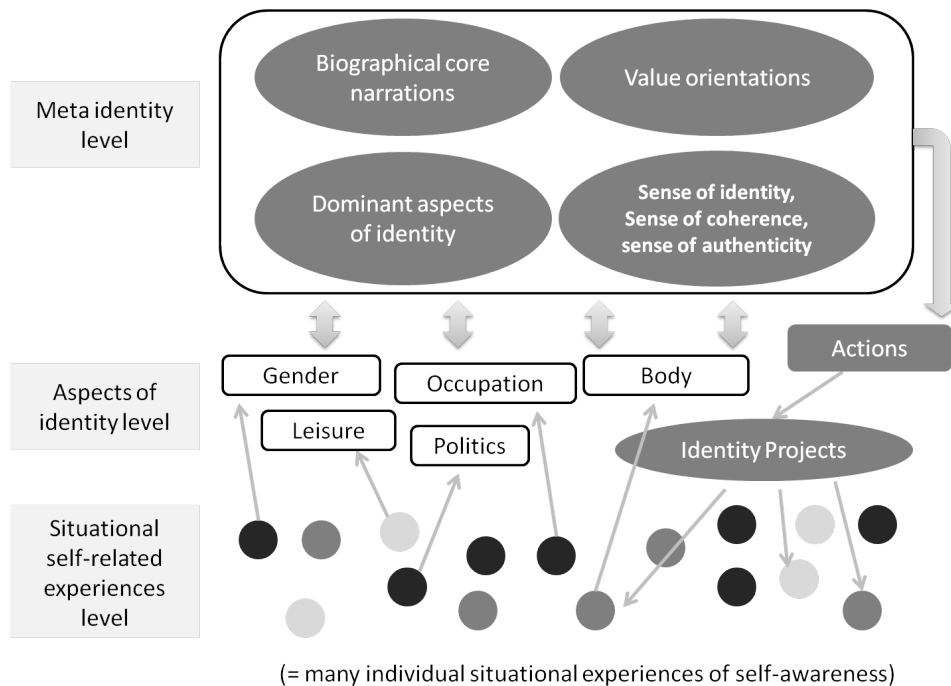 Meta identity
level
Biographical core
narrations
Value orientations
Dominant aspects
of identity
Sense of identity,
Sense of coherence,
sense of authenticity
Aspects of
identity level
Gender
Occupation
Body
Actions
Leisure
Politics
Identity Projects
Situational
self-related
experiences
level
(= many individual situational experiences of self-awareness)